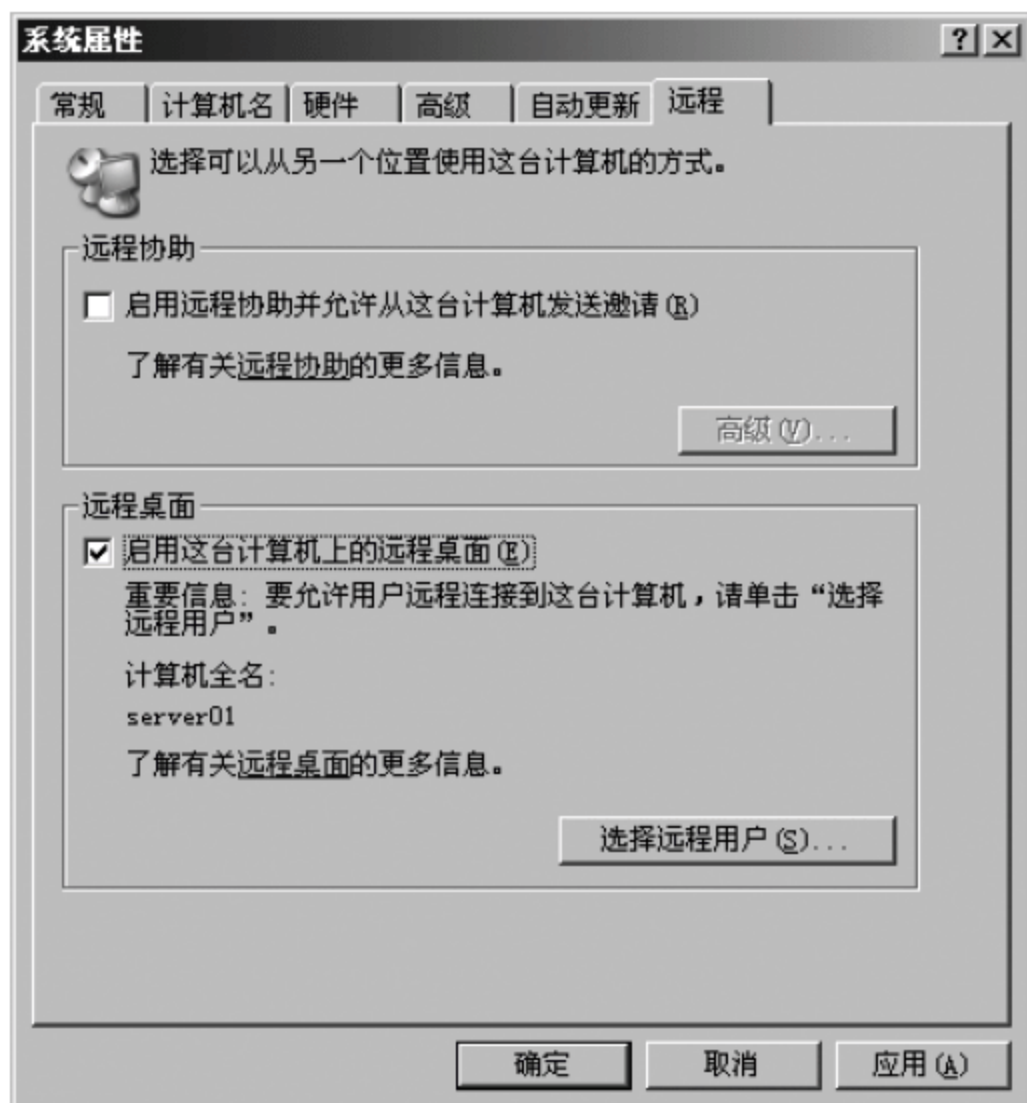 系统属性
常规 计算机名 硬件 高级 自动更新 远程
选择可以从另一个位置使用这台计算机的方式。
远程协助
启用远程协助并允许从这台计算机发送邀请(R)
了解有关远程协助的更多信息。
高级(V)...
远程桌面
启用这台计算机上的远程桌面(E)
重要信息：要允许用户远程连接到这台计算机，请单击“选择
远程用户”。
计算机全名：
server01
了解有关远程桌面的更多信息。
选择远程用户(S)...
确定 取消 应用(A)